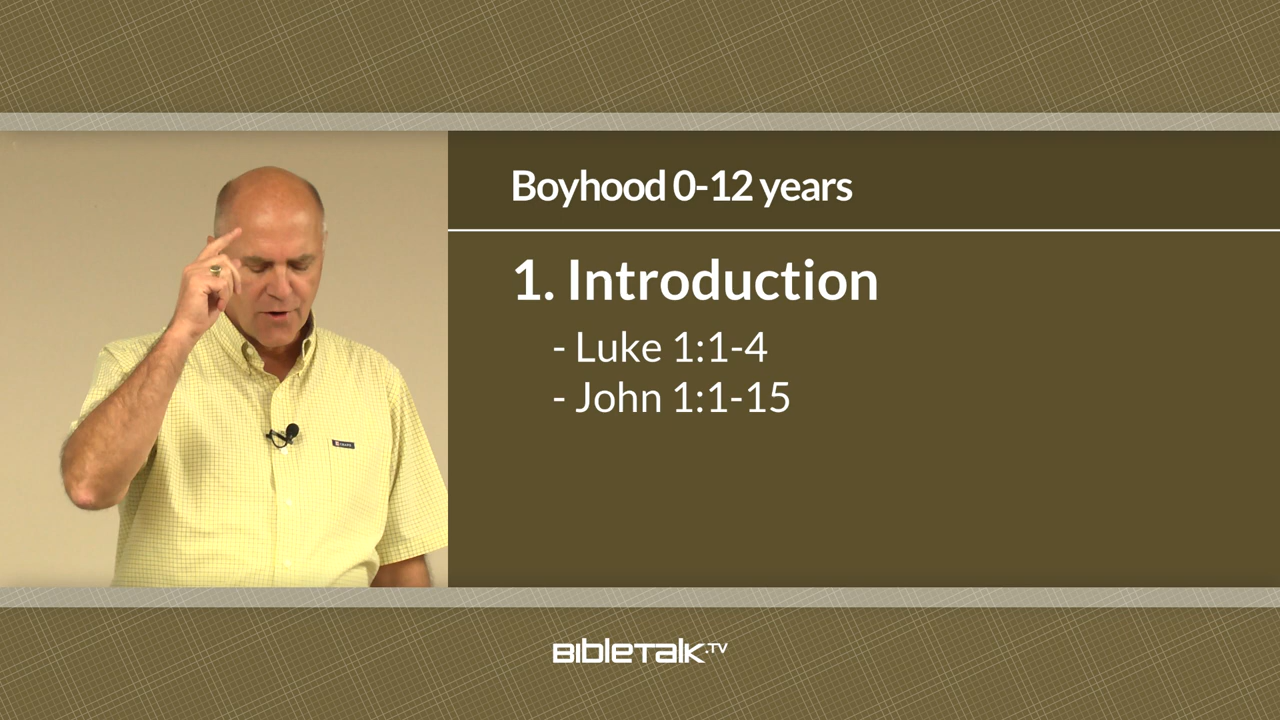 Boyhood 0-12 years
1. Introduction
- Luke 1:1-4
- John 1:1-15
BIBLETALK.TV